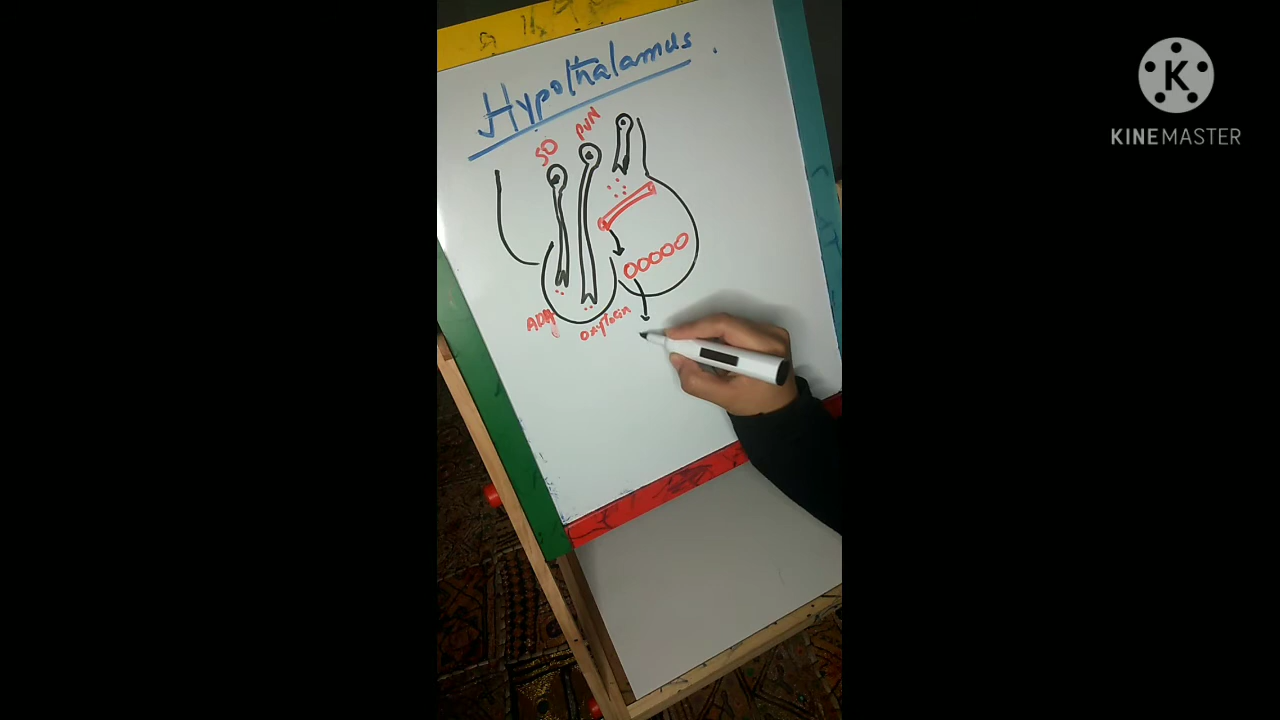 Hypothalamus.
SO
PVN
ADH
oxytocin
K
KINEMASTER